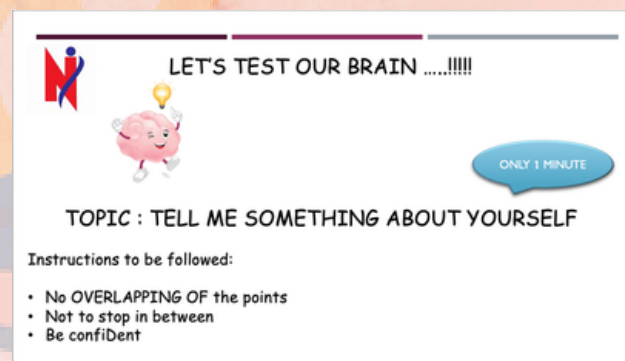 LET'S TEST OUR BRAIN .....!!!!!
ONLY 1 MINUTE
TOPIC : TELL ME SOMETHING ABOUT YOURSELF
Instructions to be followed:
• No OVERLAPPING OF the points
• Not to stop in between
• Be confiDent